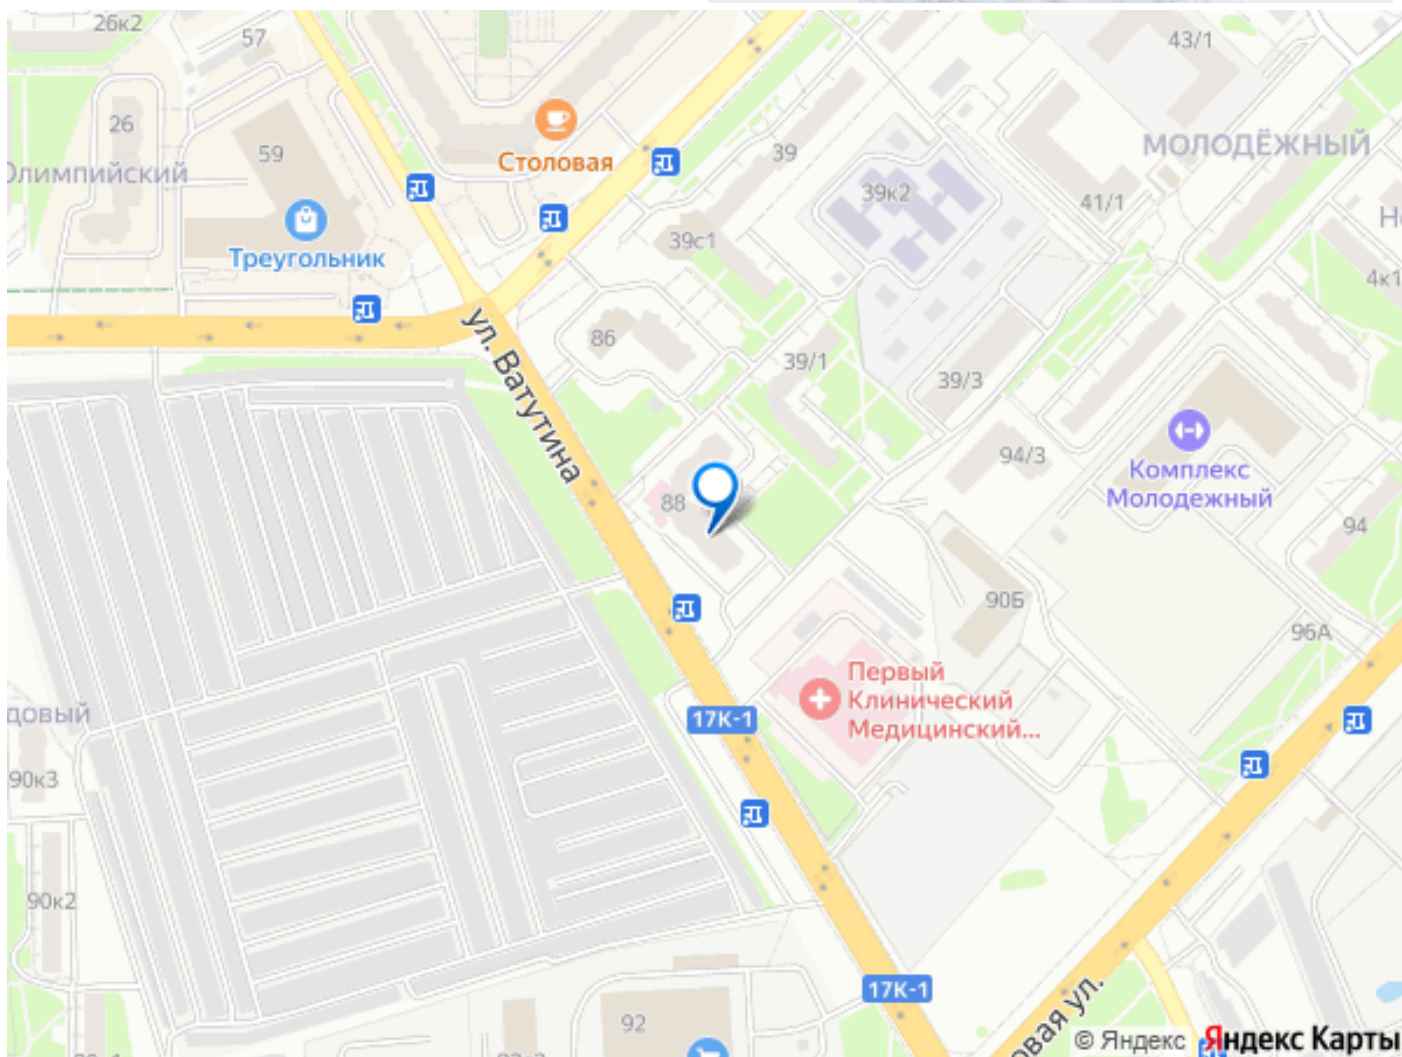 26к2
57
43/1
26
59
Столовая
39
МОЛОДЁЖНЫЙ
Олимпийский
39к2
41/1
39с1
Треугольник
4к1
ул. Ватутина
86
39/1
39/3
94/3
Комплекс
Молодежный
88
94
90Б
96А
Первый
Клинический
Медицинский...
довый
17К-1
90к3
90к2
17К-1
92
овая ул.
© Яндекс
Яндекс Карты